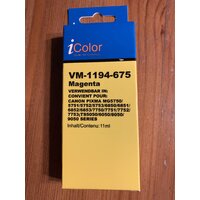 iColor
VM-1194-675
Magenta
VERWENDBAR IN:
CONVIENT POUR:
CANON PIXMA MG5750/
5751/5752/5753/6850/6851/
6852/6853/7750/7751/7752/
7753/TS5050/6050/8050/
9050 SERIES
Inhalt/Contenu: 11ml